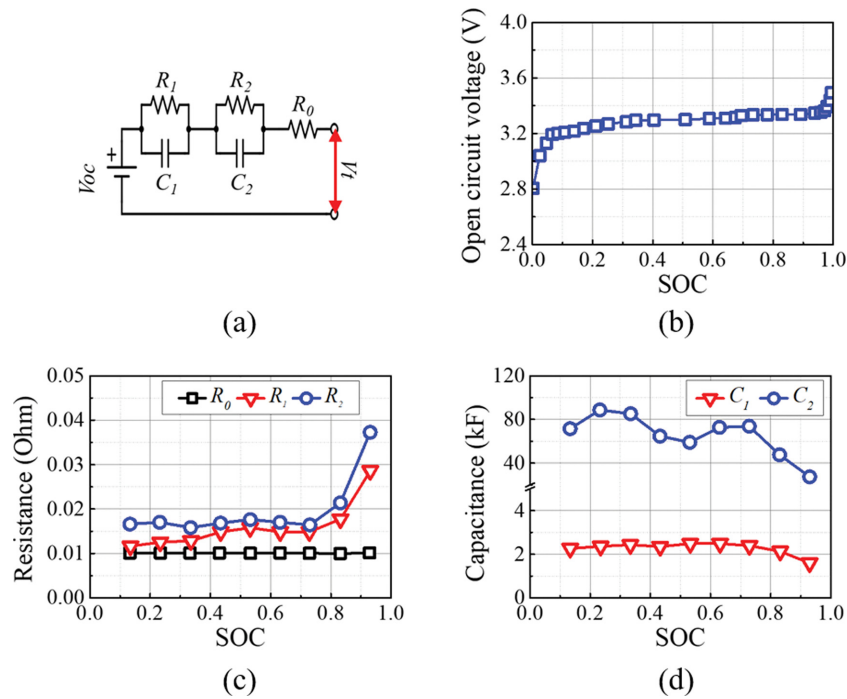 R1
R2
R0
+
Voc
C1
C2
Vt
(a)
Open circuit voltage (V)
4.0
3.6
3.2
2.8
2.4
0.0 0.2 0.4 0.6 0.8 1.0
SOC
(b)
Resistance (Ohm)
0.05
0.04
0.03
0.02
0.01
0.00
R0 R1 R2
0.0 0.2 0.4 0.6 0.8 1.0
SOC
(c)
Capacitance (kF)
120
80
40
4
2
0
C1 C2
0.0 0.2 0.4 0.6 0.8 1.0
SOC
(d)